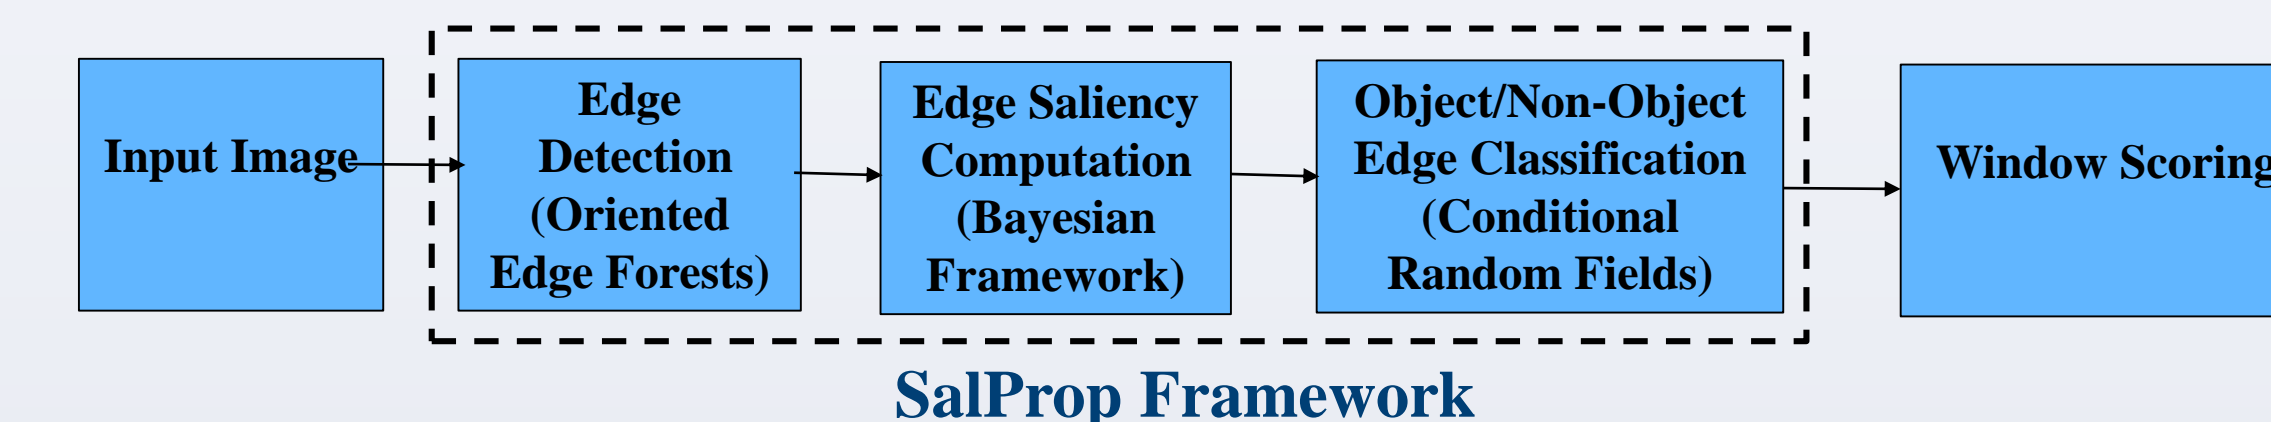 Input Image
Edge
Detection
(Oriented
Edge Forests)
Edge Saliency
Computation
(Bayesian
Framework)
Object/Non-Object
Edge Classification
(Conditional
Random Fields)
Window Scoring
SalProp Framework